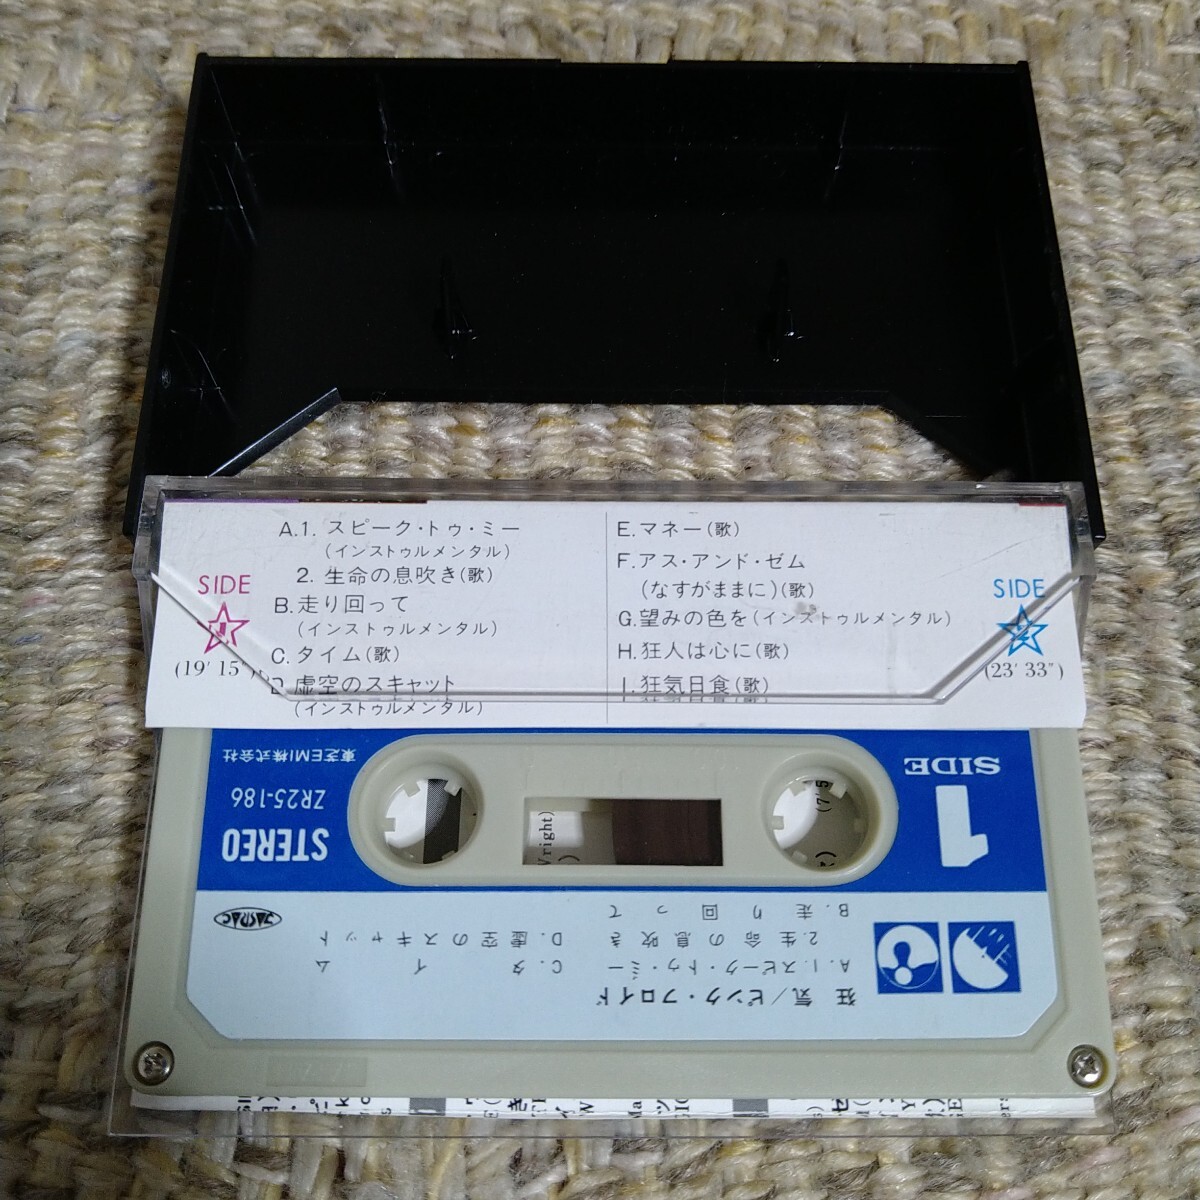 SIDE
1
(19′ 15″)
A.1. スピーク・トゥ・ミー
(インストゥルメンタル)
2. 生命の息吹き(歌)
B.走り回って
(インストゥルメンタル)
C.タイム(歌)
D.虚空のスキャット
(インストゥルメンタル)
E.マネー(歌)
F.アス・アンド・ゼム
(なすがままに)(歌)
G.望みの色を(インストゥルメンタル)
H.狂人は心に(歌)
I.狂気日食(歌)
SIDE
2
(23′ 33″)
狂 気/ピンク・フロイド
A.1.スピーク・トゥ・ミー
2.生命の息吹き
B.走り回って
C.タイム
D.虚空のスキャット
JASRAC
1
SIDE
STEREO
ZR25-186
東芝EMI株式会社
right)